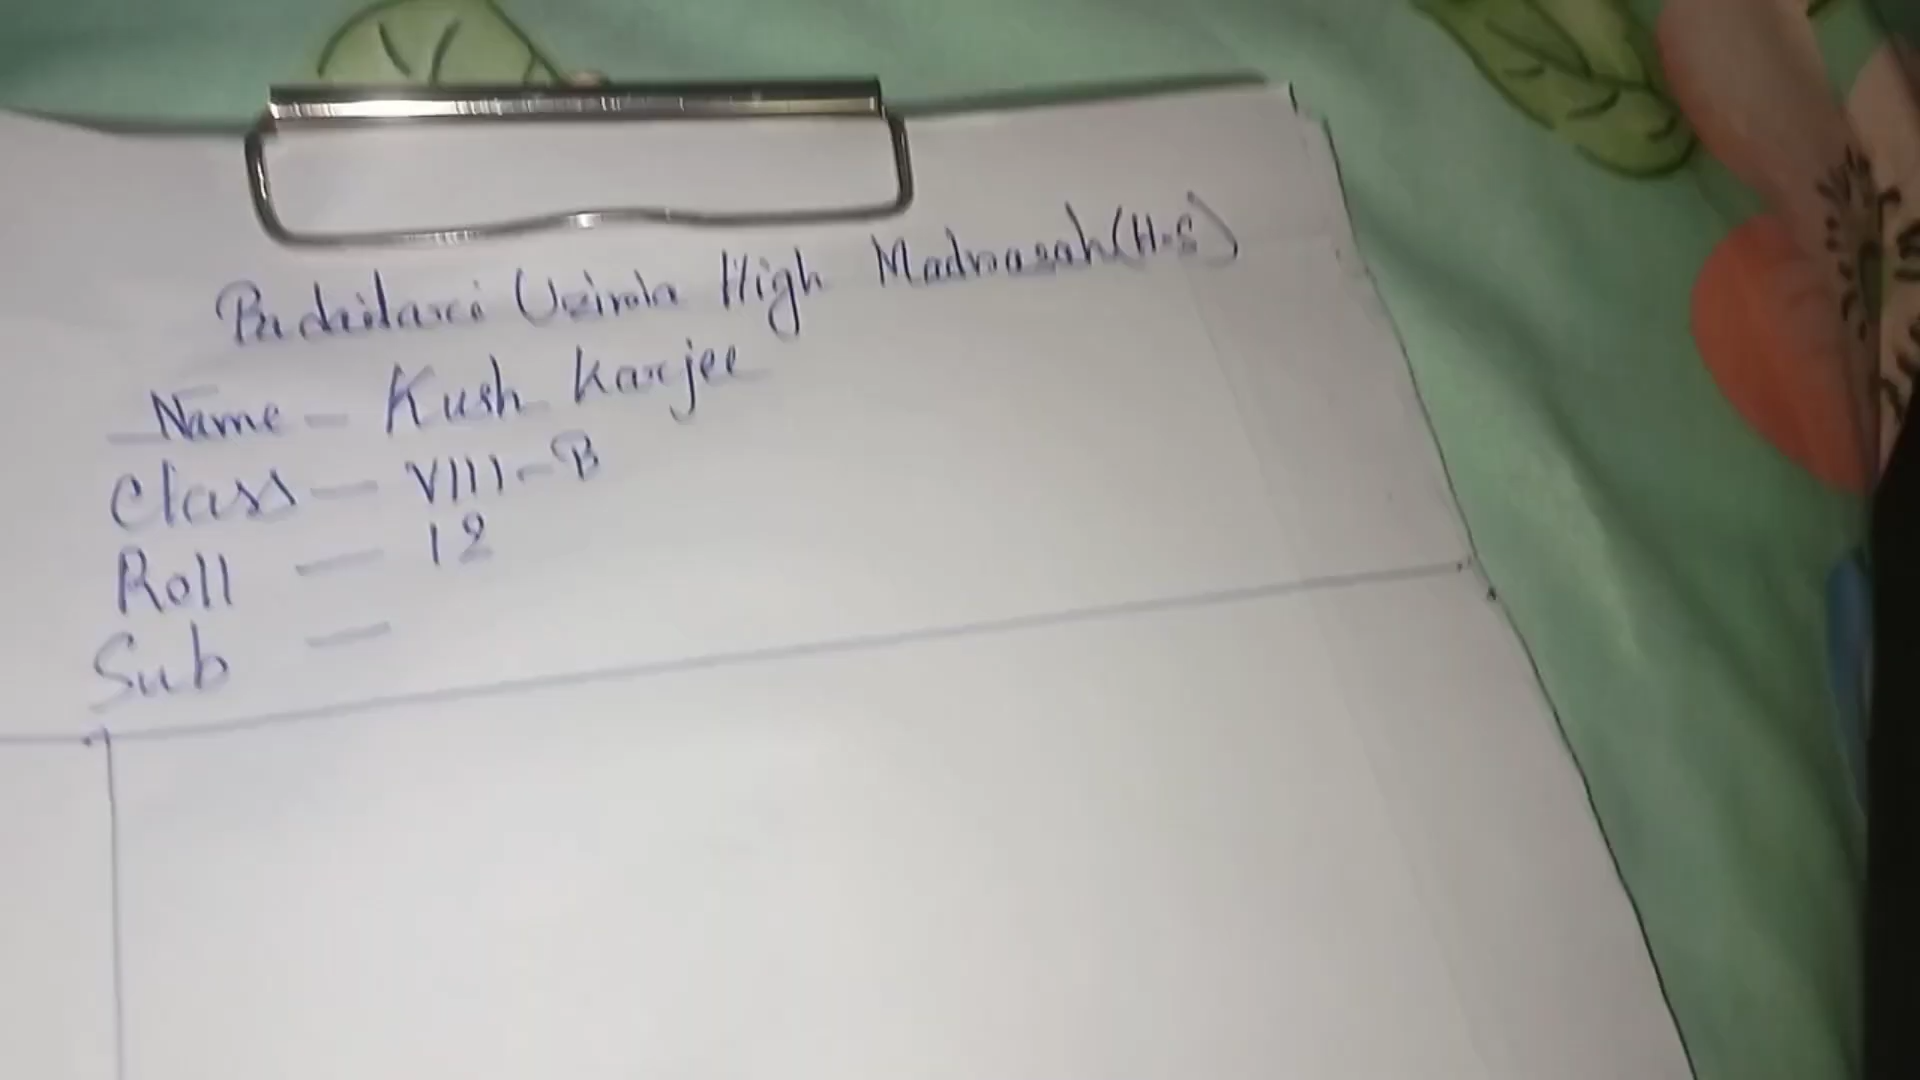 High Madrasah (H.S)
Name - Kush Karjee
Class - VIII - B
Roll - 12
Sub -